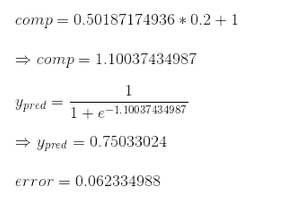 comp = 0.50187174936 * 0.2 + 1
⇒ comp = 1.10037434987
y_pred = 1 / (1 + e^{-1.10037434987})
⇒ y_pred = 0.75033024
error = 0.062334988